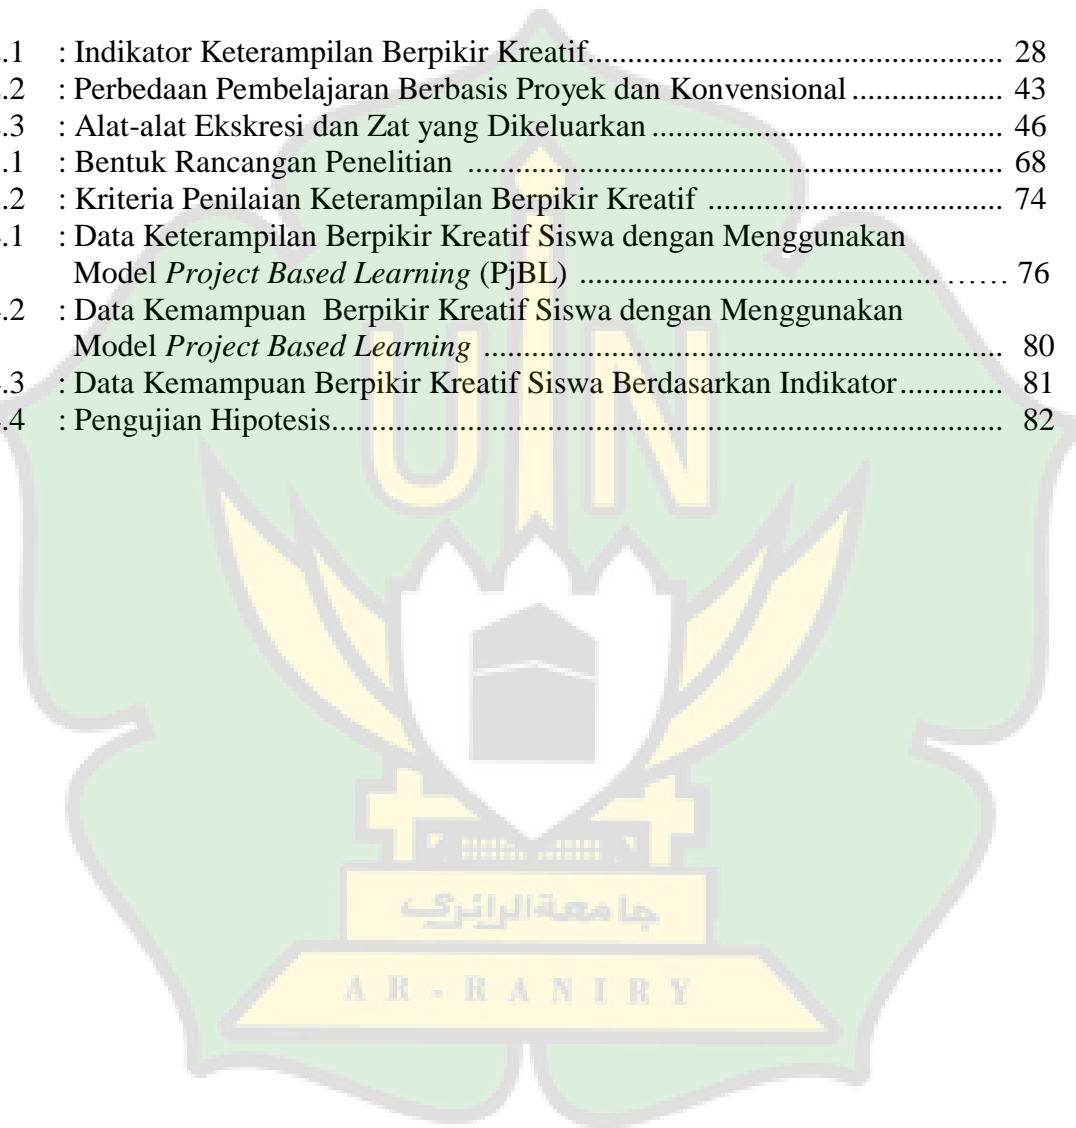 .1 : Indikator Keterampilan Berpikir Kreatif.......................................................... 28
.2 : Perbedaan Pembelajaran Berbasis Proyek dan Konvensional .................... 43
.3 : Alat-alat Ekskresi dan Zat yang Dikeluarkan ............................................... 46
.1 : Bentuk Rancangan Penelitian ........................................................................ 68
.2 : Kriteria Penilaian Keterampilan Berpikir Kreatif ........................................ 74
.1 : Data Keterampilan Berpikir Kreatif Siswa dengan Menggunakan
Model Project Based Learning (PjBL) ................................................…… 76
.2 : Data Kemampuan  Berpikir Kreatif Siswa dengan Menggunakan
Model Project Based Learning ...................................................................... 80
.3 : Data Kemampuan Berpikir Kreatif Siswa Berdasarkan Indikator.............. 81
.4 : Pengujian Hipotesis.......................................................................................... 82
UIN
جامعة الرانري
AR-RANIRY